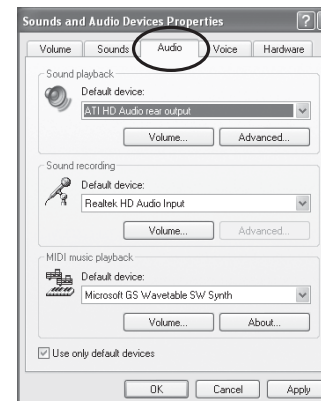 Sounds and Audio Devices Properties ?
Volume Sounds Audio Voice Hardware
Sound playback
Default device:
ATI HD Audio rear output
Volume... Advanced...
Sound recording
Default device:
Realtek HD Audio Input
Volume... Advanced...
MIDI music playback
Default device:
Microsoft GS Wavetable SW Synth
Volume... About...
Use only default devices
OK Cancel Apply